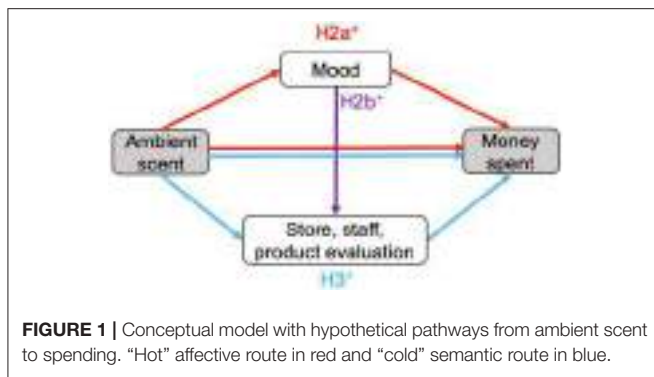 H2a⁺
Mood
H2b⁺
Ambient scent
Money spent
Store, staff,
product evaluation
H3⁺
FIGURE 1 | Conceptual model with hypothetical pathways from ambient scent
to spending. “Hot” affective route in red and “cold” semantic route in blue.